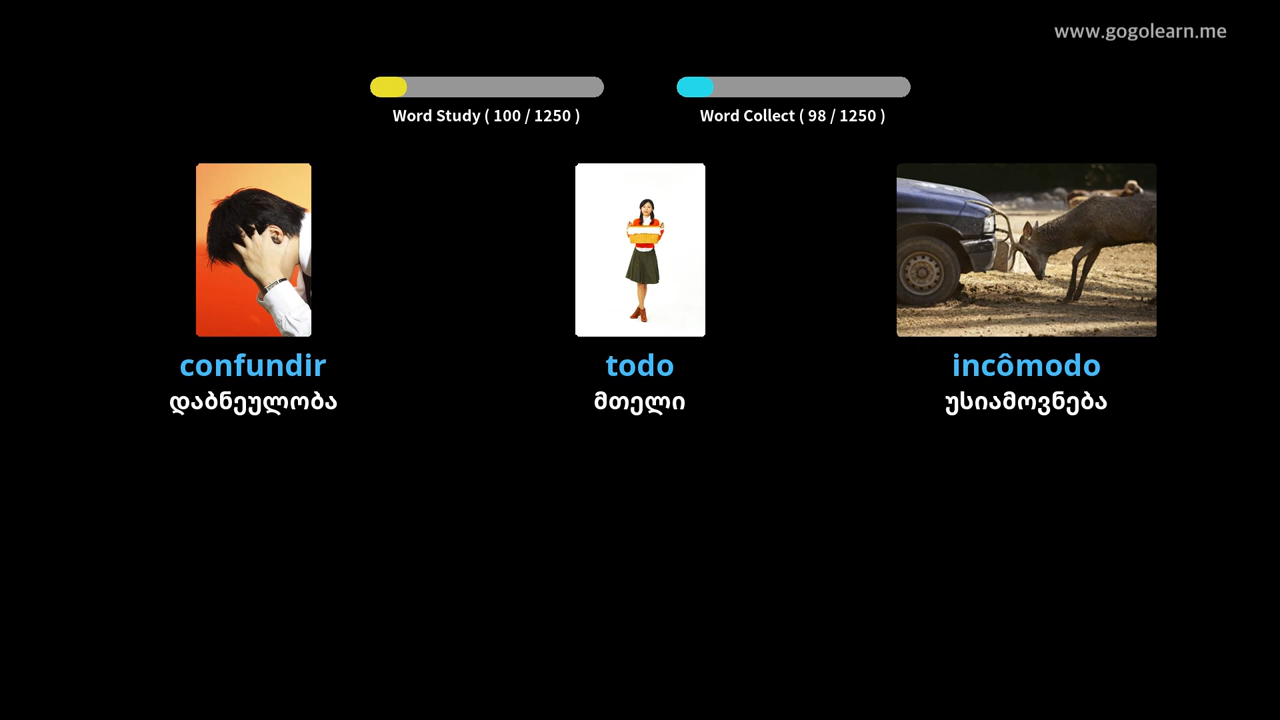 www.gogolearn.me
Word Study ( 100 / 1250 )
Word Collect ( 98 / 1250 )
confundir
დაბნეულობა
todo
მთელი
incômodo
უსიამოვნება